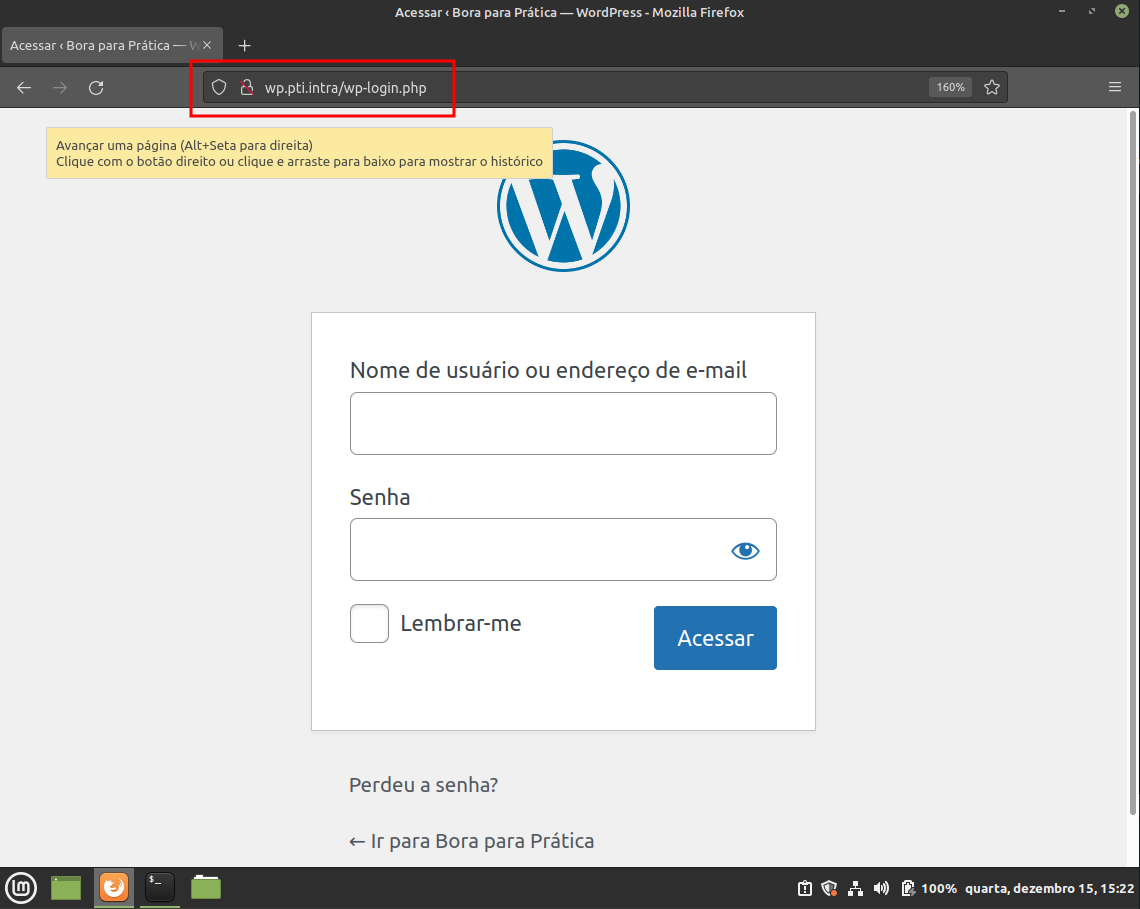 Acessar ‹ Bora para Prática — WordPress - Mozilla Firefox
Acessar ‹ Bora para Prática — W
wp.pti.intra/wp-login.php
160%
Avançar uma página (Alt+Seta para direita)
Clique com o botão direito ou clique e arraste para baixo para mostrar o histórico
Nome de usuário ou endereço de e-mail
Senha
Lembrar-me
Acessar
Perdeu a senha?
← Ir para Bora para Prática
100% quarta, dezembro 15, 15:22